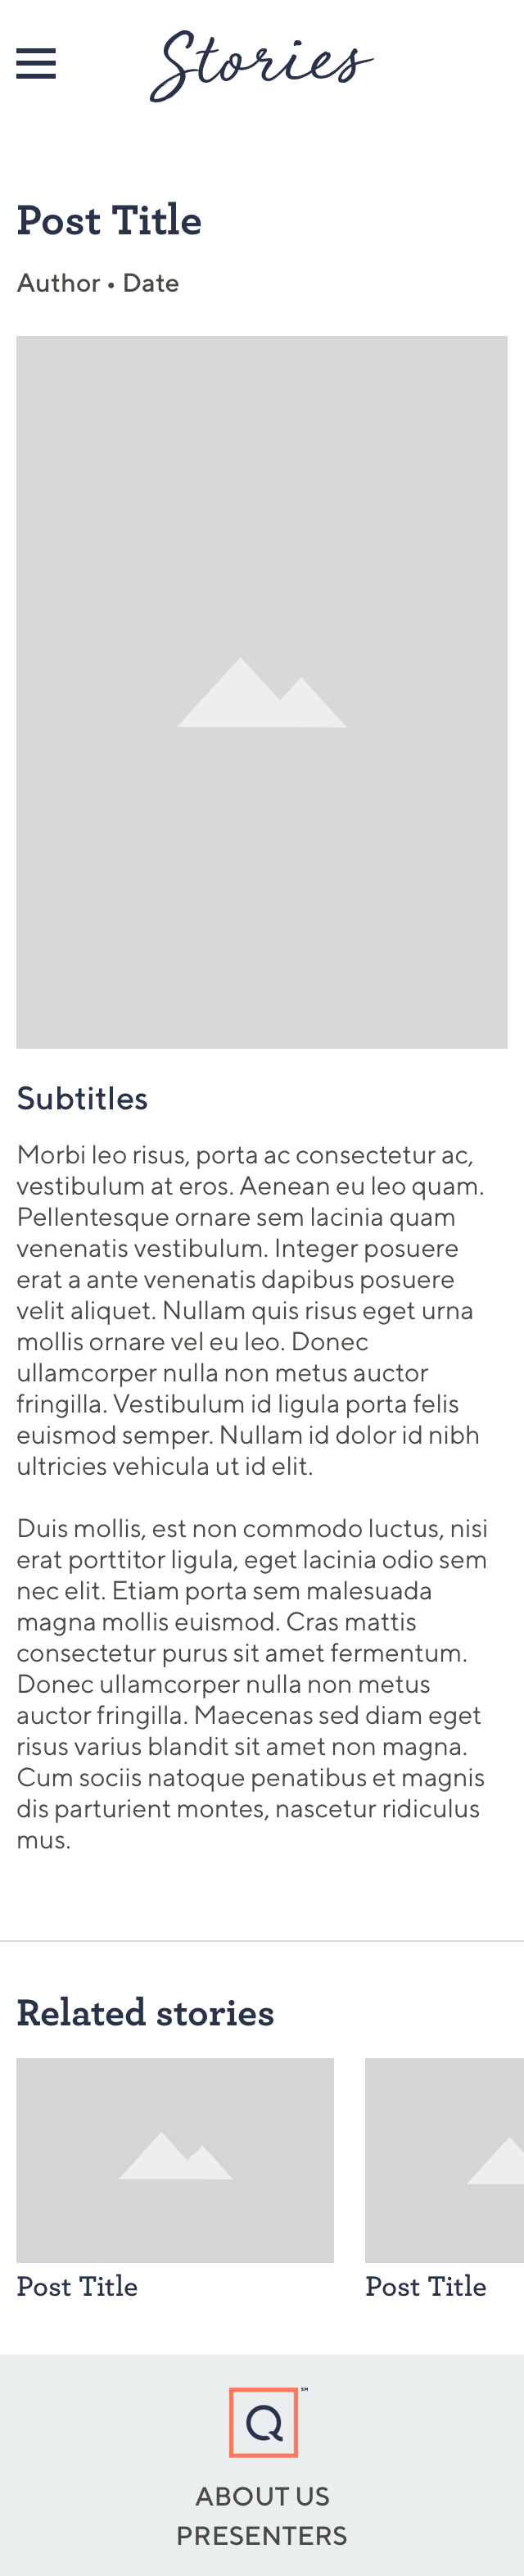 Stories
Post Title
Author • Date
Subtitles
Morbi leo risus, porta ac consectetur ac,
vestibulum at eros. Aenean eu leo quam.
Pellentesque ornare sem lacinia quam
venenatis vestibulum. Integer posuere
erat a ante venenatis dapibus posuere
velit aliquet. Nullam quis risus eget urna
mollis ornare vel eu leo. Donec
ullamcorper nulla non metus auctor
fringilla. Vestibulum id ligula porta felis
euismod semper. Nullam id dolor id nibh
ultricies vehicula ut id elit.
Duis mollis, est non commodo luctus, nisi
erat porttitor ligula, eget lacinia odio sem
nec elit. Etiam porta sem malesuada
magna mollis euismod. Cras mattis
consectetur purus sit amet fermentum.
Donec ullamcorper nulla non metus
auctor fringilla. Maecenas sed diam eget
risus varius blandit sit amet non magna.
Cum sociis natoque penatibus et magnis
dis parturient montes, nascetur ridiculus
mus.
Related stories
Post Title
Post Title
Q SM
ABOUT US
PRESENTERS